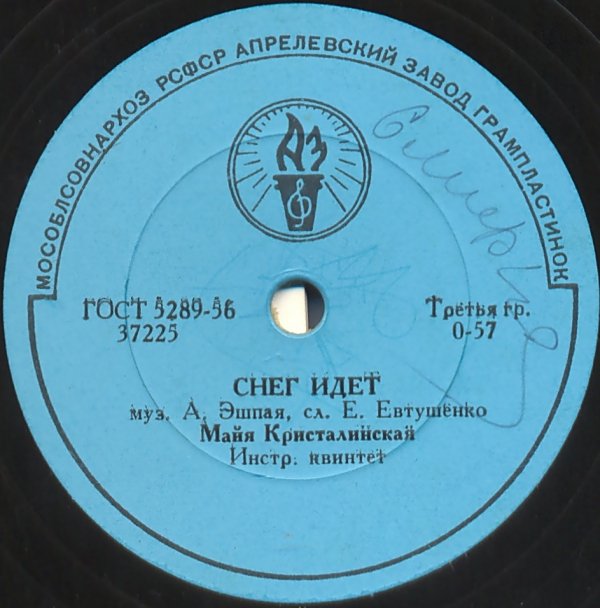 МОСОБЛСОВНАРХОЗ РСФСР АПРЕЛЕВСКИЙ ЗАВОД ГРАМПЛАСТИНОК
АЗ
ГОСТ 5289-56
37225
Третья гр.
0-57
СНЕГ ИДЕТ
муз. А. Эшпая, сл. Е. Евтушенко
Майя Кристалинская
Инстр. квинтет